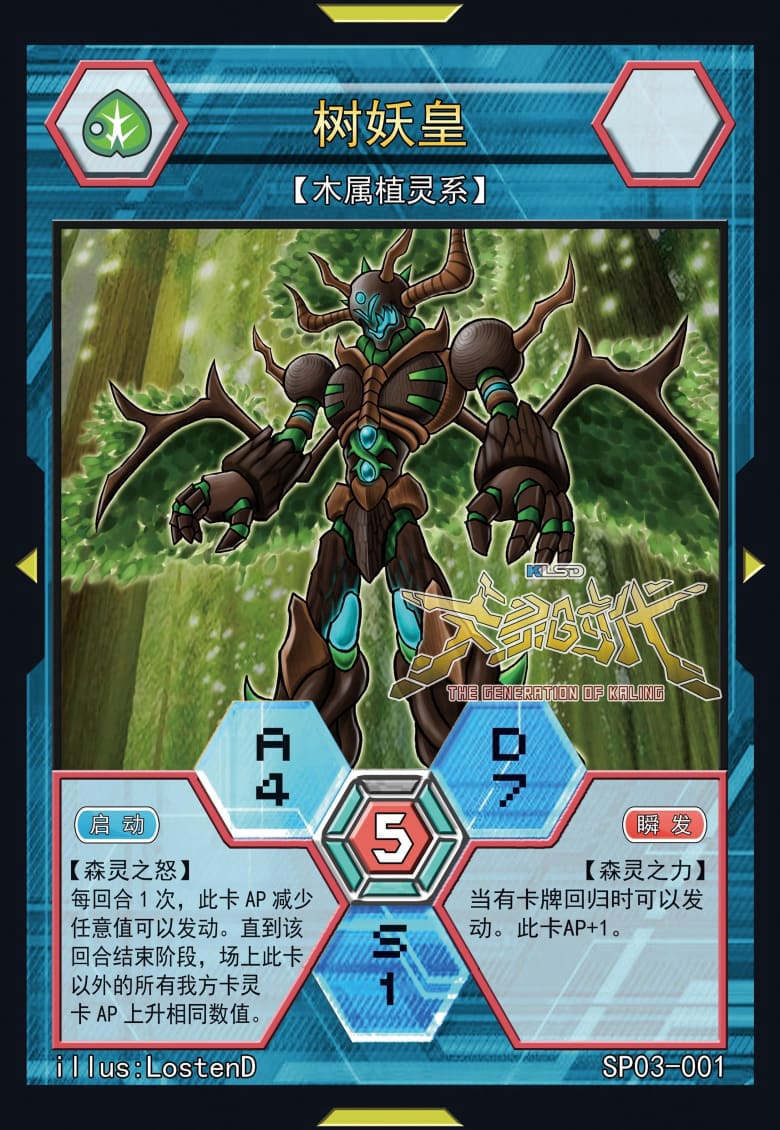 树妖皇
【木属植灵系】
KLSD
卡灵时代
THE GENERATION OF KALING
A
4
D
7
5
S
1
启动
【森灵之怒】
每回合1次，此卡AP减少
任意值可以发动。直到该
回合结束阶段，场上此卡
以外的所有我方卡灵
卡AP上升相同数值。
瞬发
【森灵之力】
当有卡牌回归时可以发
动。此卡AP+1。
illus:LostenD
SP03-001